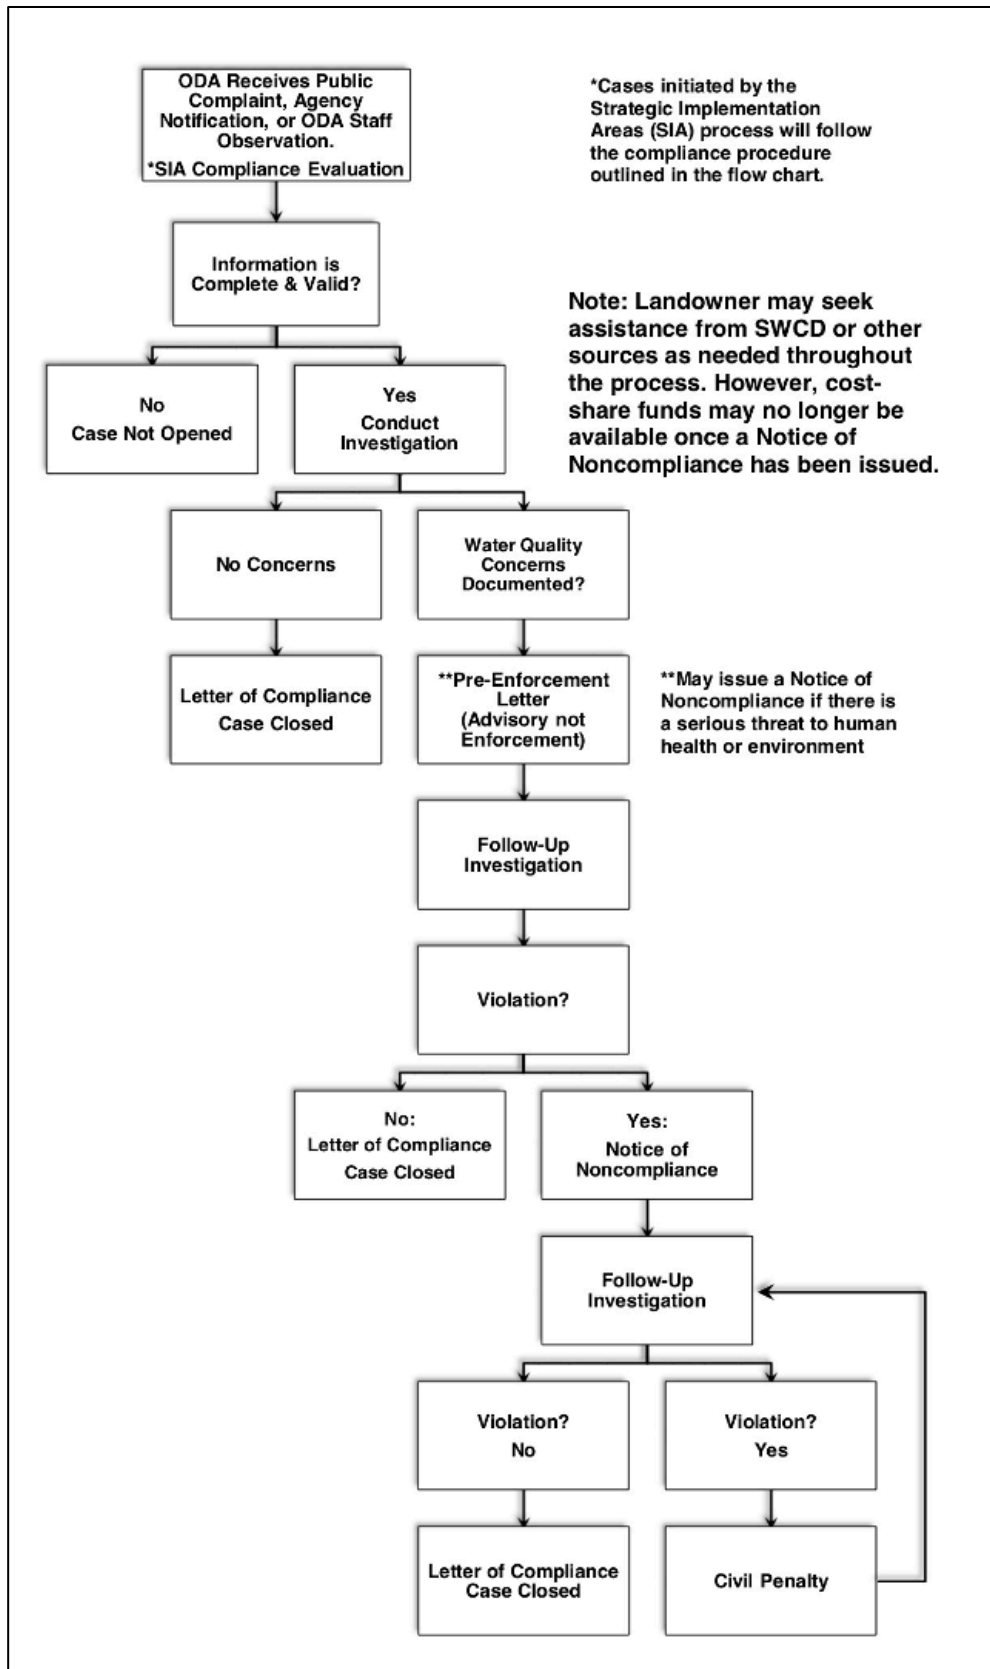 ODA Receives Public
Complaint, Agency
Notification, or ODA Staff
Observation.
*SIA Compliance Evaluation
*Cases initiated by the
Strategic Implementation
Areas (SIA) process will follow
the compliance procedure
outlined in the flow chart.
Information is
Complete & Valid?
Note: Landowner may seek
assistance from SWCD or other
sources as needed throughout
the process. However, cost-
share funds may no longer be
available once a Notice of
Noncompliance has been issued.
No
Case Not Opened
Yes
Conduct
Investigation
No Concerns
Water Quality
Concerns
Documented?
Letter of Compliance
Case Closed
**Pre-Enforcement
Letter
(Advisory not
Enforcement)
**May issue a Notice of
Noncompliance if there is
a serious threat to human
health or environment
Follow-Up
Investigation
Violation?
No:
Letter of Compliance
Case Closed
Yes:
Notice of
Noncompliance
Follow-Up
Investigation
Violation?
No
Violation?
Yes
Letter of Compliance
Case Closed
Civil Penalty